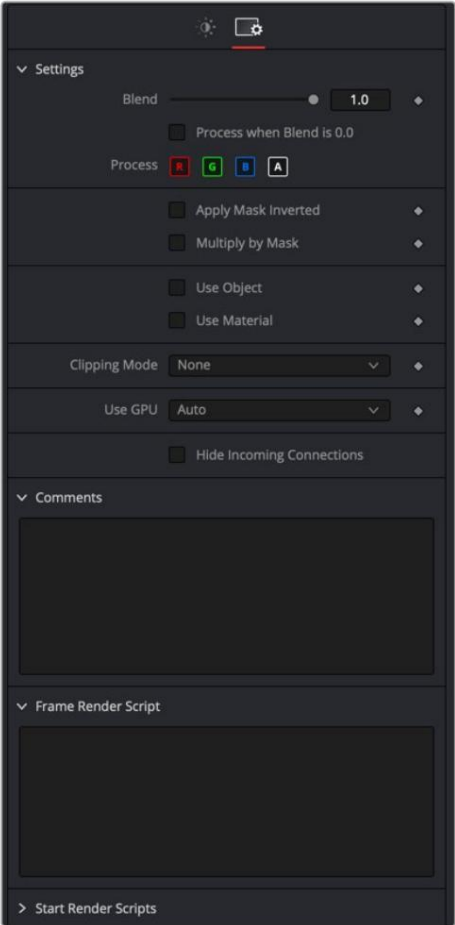 Settings
Blend 1.0
Process when Blend is 0.0
Process R G B A
Apply Mask Inverted
Multiply by Mask
Use Object
Use Material
Clipping Mode None
Use GPU Auto
Hide Incoming Connections
Comments
Frame Render Script
Start Render Scripts